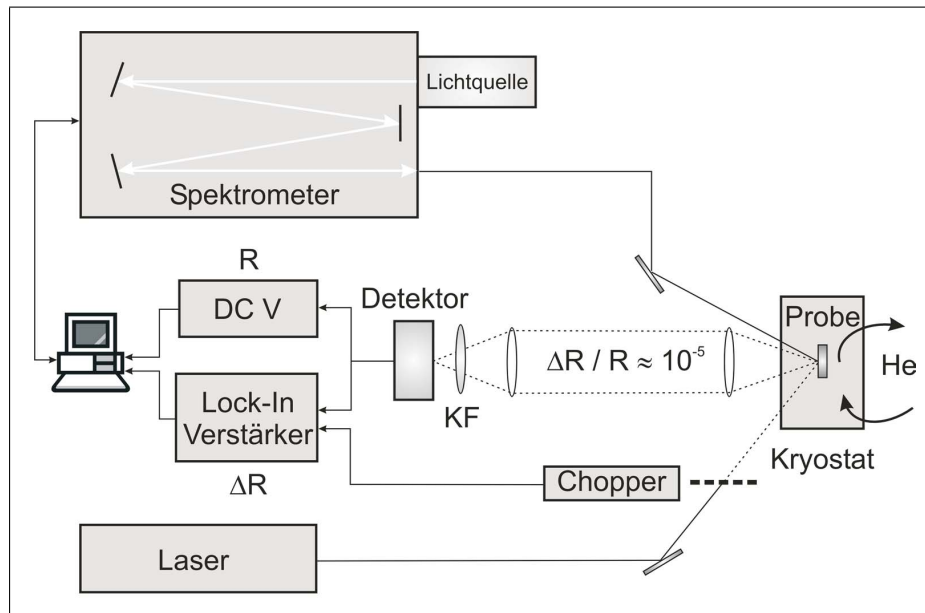 Lichtquelle
Spektrometer
R
DC V
Detektor
Probe
ΔR / R ≈ 10⁻⁵
He
Lock-In
Verstärker
KF
Kryostat
ΔR
Chopper
Laser